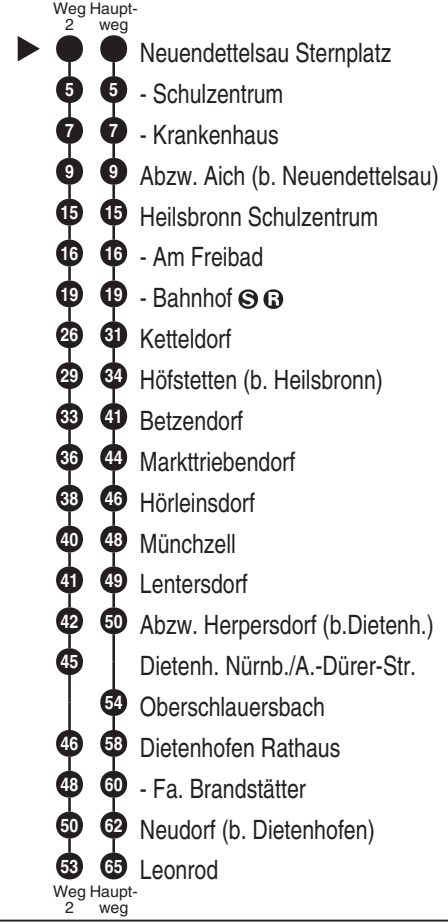 Weg Haupt-
2 weg
Neuendettelsau Sternplatz
5 5 - Schulzentrum
7 7 - Krankenhaus
9 9 Abzw. Aich (b. Neuendettelsau)
15 15 Heilsbronn Schulzentrum
16 16 - Am Freibad
19 19 - Bahnhof S R
26 31 Ketteldorf
29 34 Höfstetten (b. Heilsbronn)
33 41 Betzendorf
36 44 Markttriebendorf
38 46 Hörleinsdorf
40 48 Münchzell
41 49 Lentersdorf
42 50 Abzw. Herpersdorf (b.Dietenh.)
45 Dietenh. Nürnb./A.-Dürer-Str.
54 Oberschlauersbach
46 58 Dietenhofen Rathaus
48 60 - Fa. Brandstätter
50 62 Neudorf (b. Dietenhofen)
53 65 Leonrod
Weg Haupt-
2 weg